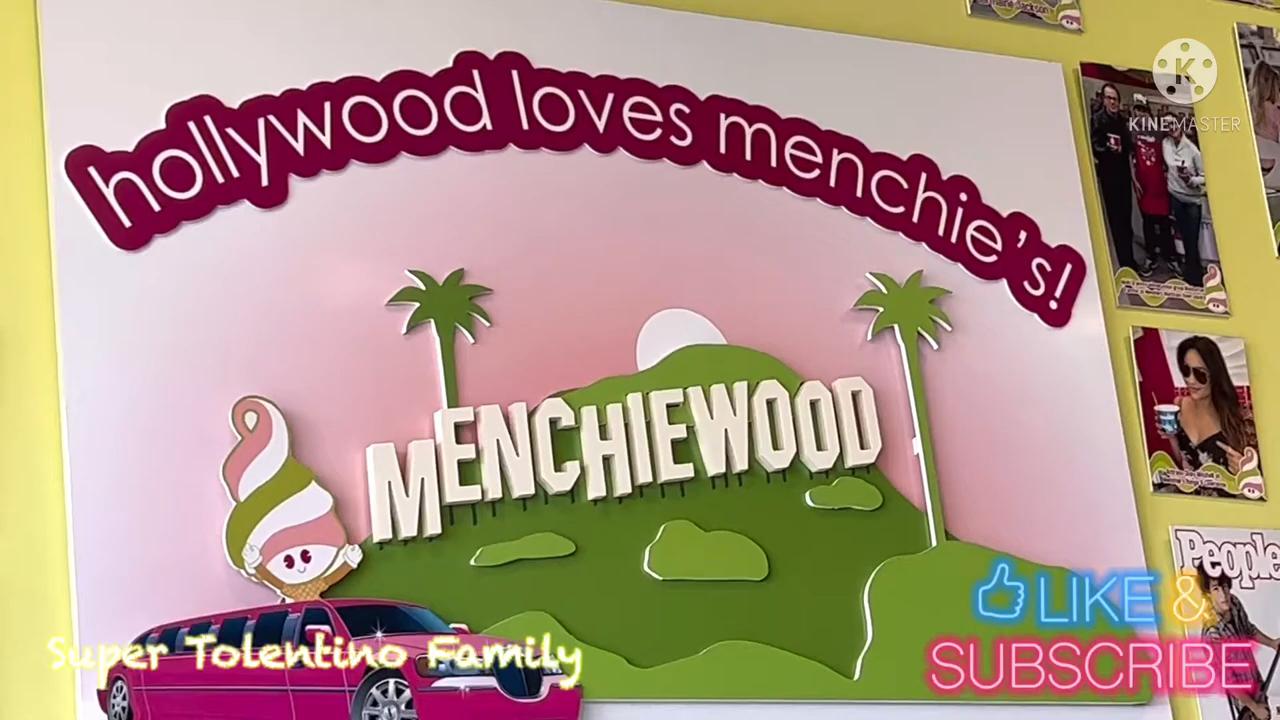 hollywood loves menchie's!
MENCHIEWOOD
KINEMASTER
People
LIKE &
SUBSCRIBE
Super Tolentino Family